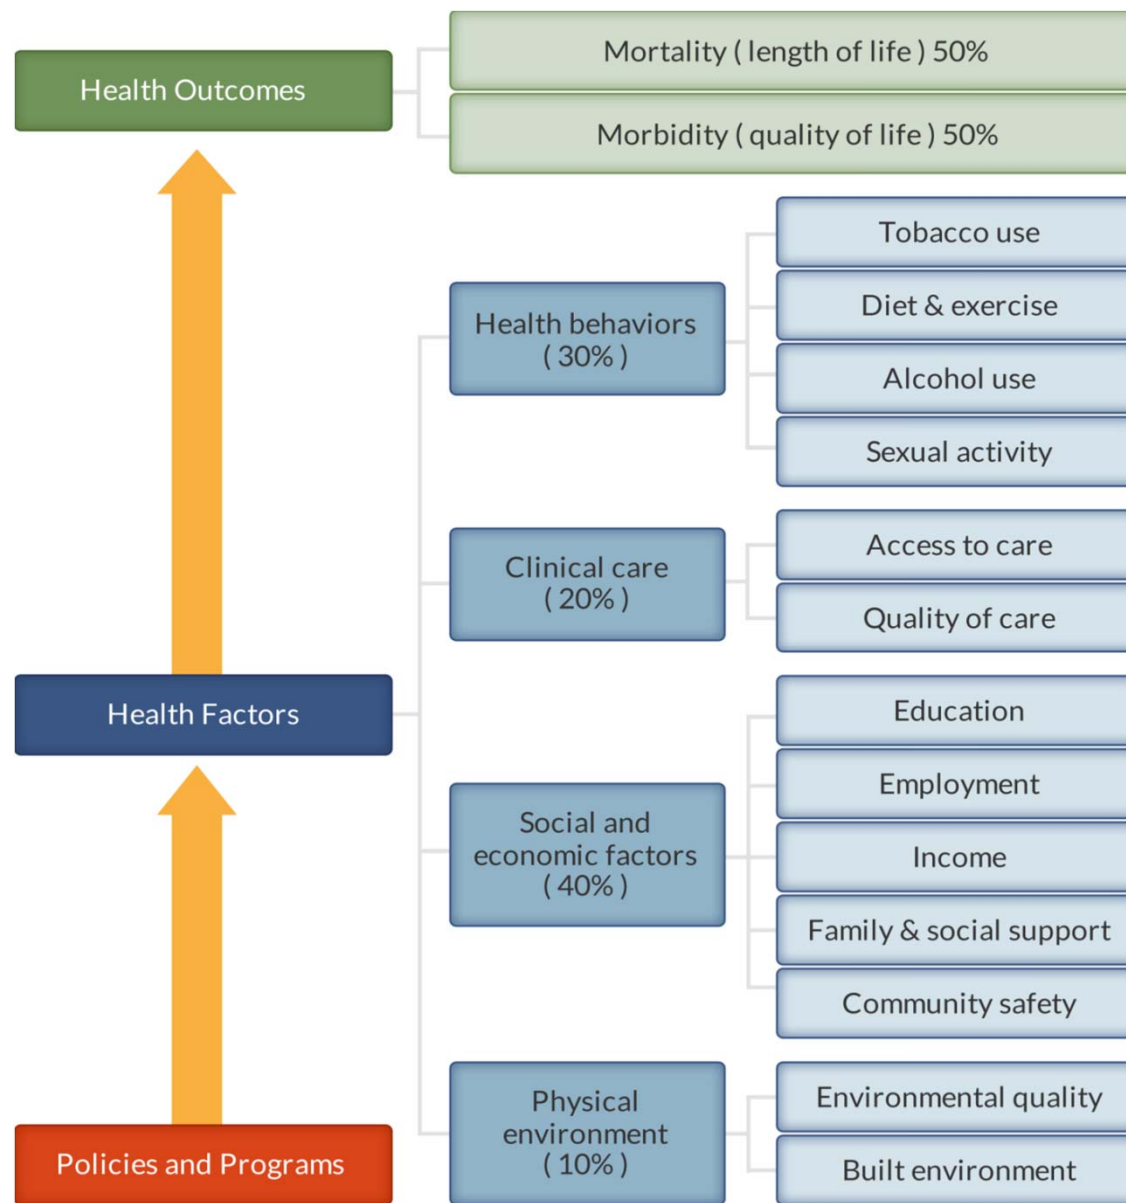 Health Outcomes
Mortality ( length of life ) 50%
Morbidity ( quality of life ) 50%
Health Factors
Health behaviors
( 30% )
Tobacco use
Diet & exercise
Alcohol use
Sexual activity
Clinical care
( 20% )
Access to care
Quality of care
Social and
economic factors
( 40% )
Education
Employment
Income
Family & social support
Community safety
Physical
environment
( 10% )
Environmental quality
Built environment
Policies and Programs